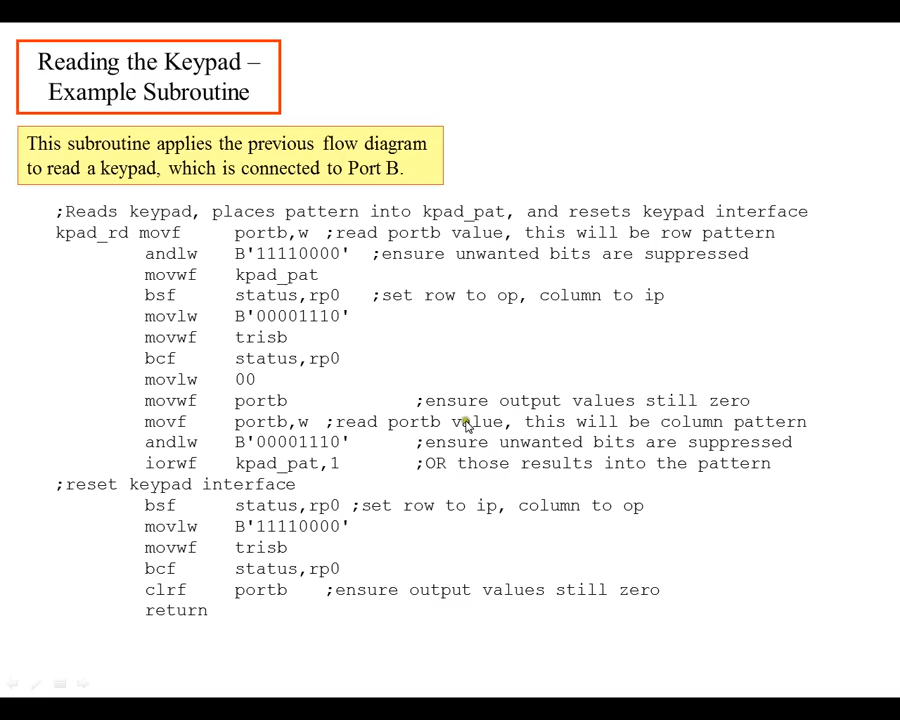 Reading the Keypad –
Example Subroutine
This subroutine applies the previous flow diagram
to read a keypad, which is connected to Port B.
;Reads keypad, places pattern into kpad_pat, and resets keypad interface
kpad_rd movf portb,w ;read portb value, this will be row pattern
andlw B'11110000' ;ensure unwanted bits are suppressed
movwf kpad_pat
bsf status,rp0 ;set row to op, column to ip
movlw B'00001110'
movwf trisb
bcf status,rp0
movlw 00
movwf portb ;ensure output values still zero
movf portb,w ;read portb value, this will be column pattern
andlw B'00001110' ;ensure unwanted bits are suppressed
iorwf kpad_pat,1 ;OR those results into the pattern
;reset keypad interface
bsf status,rp0 ;set row to ip, column to op
movlw B'11110000'
movwf trisb
bcf status,rp0
clrf portb ;ensure output values still zero
return